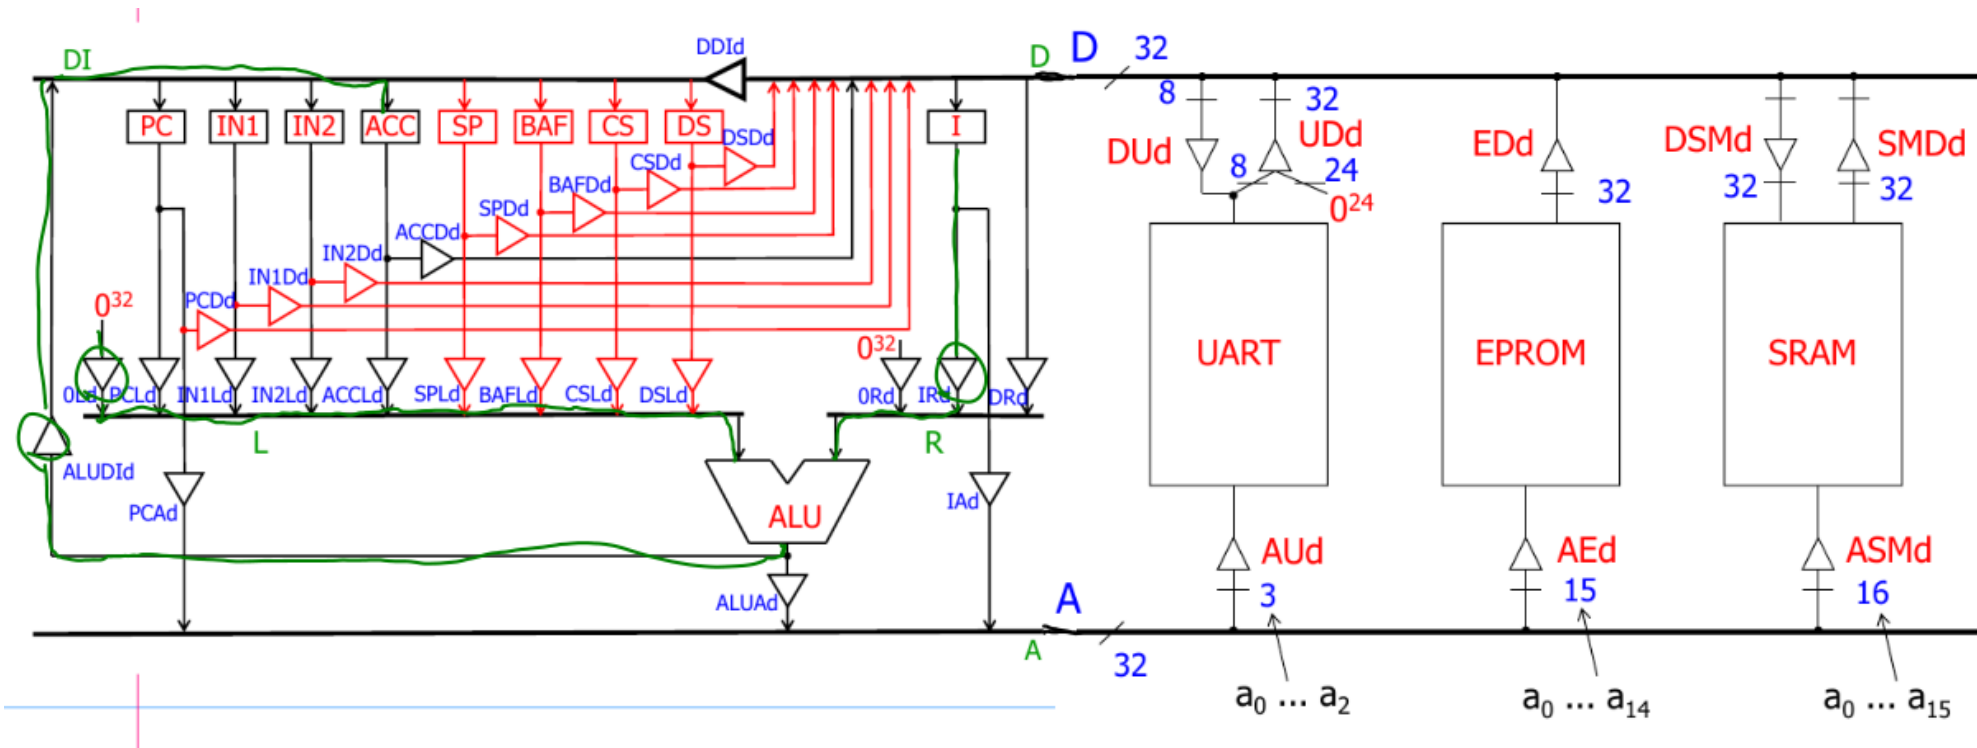 DI
DDId
D
D
32
PC
IN1
IN2
ACC
SP
BAF
CS
DS
I
DSDd
CSDd
BAFDd
SPDd
ACCDd
IN2Dd
IN1Dd
PCDd
8
32
DUd
UDd
8
24
0²⁴
EDd
32
DSMd
SMDd
32
32
0³²
0³²
UART
EPROM
SRAM
0Ld
PCLd
IN1Ld
IN2Ld
ACCLd
SPLd
BAFLd
CSLd
DSLd
0Rd
IRd
DRd
L
R
ALUDId
PCAd
ALU
IAd
ALUAd
AUd
3
AEd
15
ASMd
16
A
A
32
a₀ ... a₂
a₀ ... a₁₄
a₀ ... a₁₅